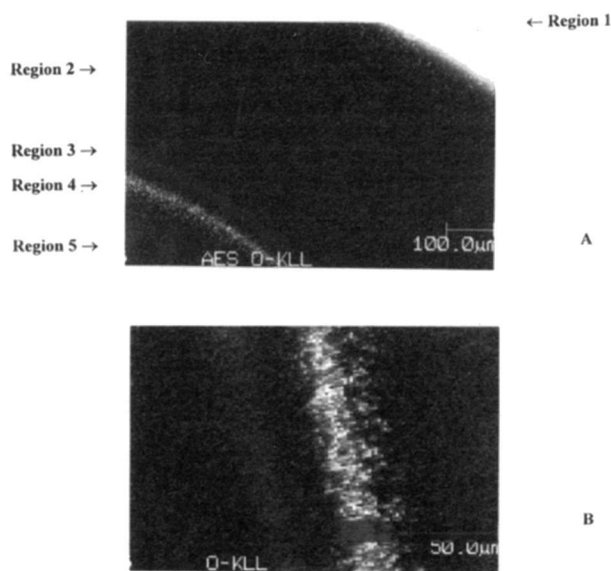 ← Region 1
Region 2 →
Region 3 →
Region 4 →
Region 5 →
100.0µm
AES O-KLL
A
50.0µm
O-KLL
B